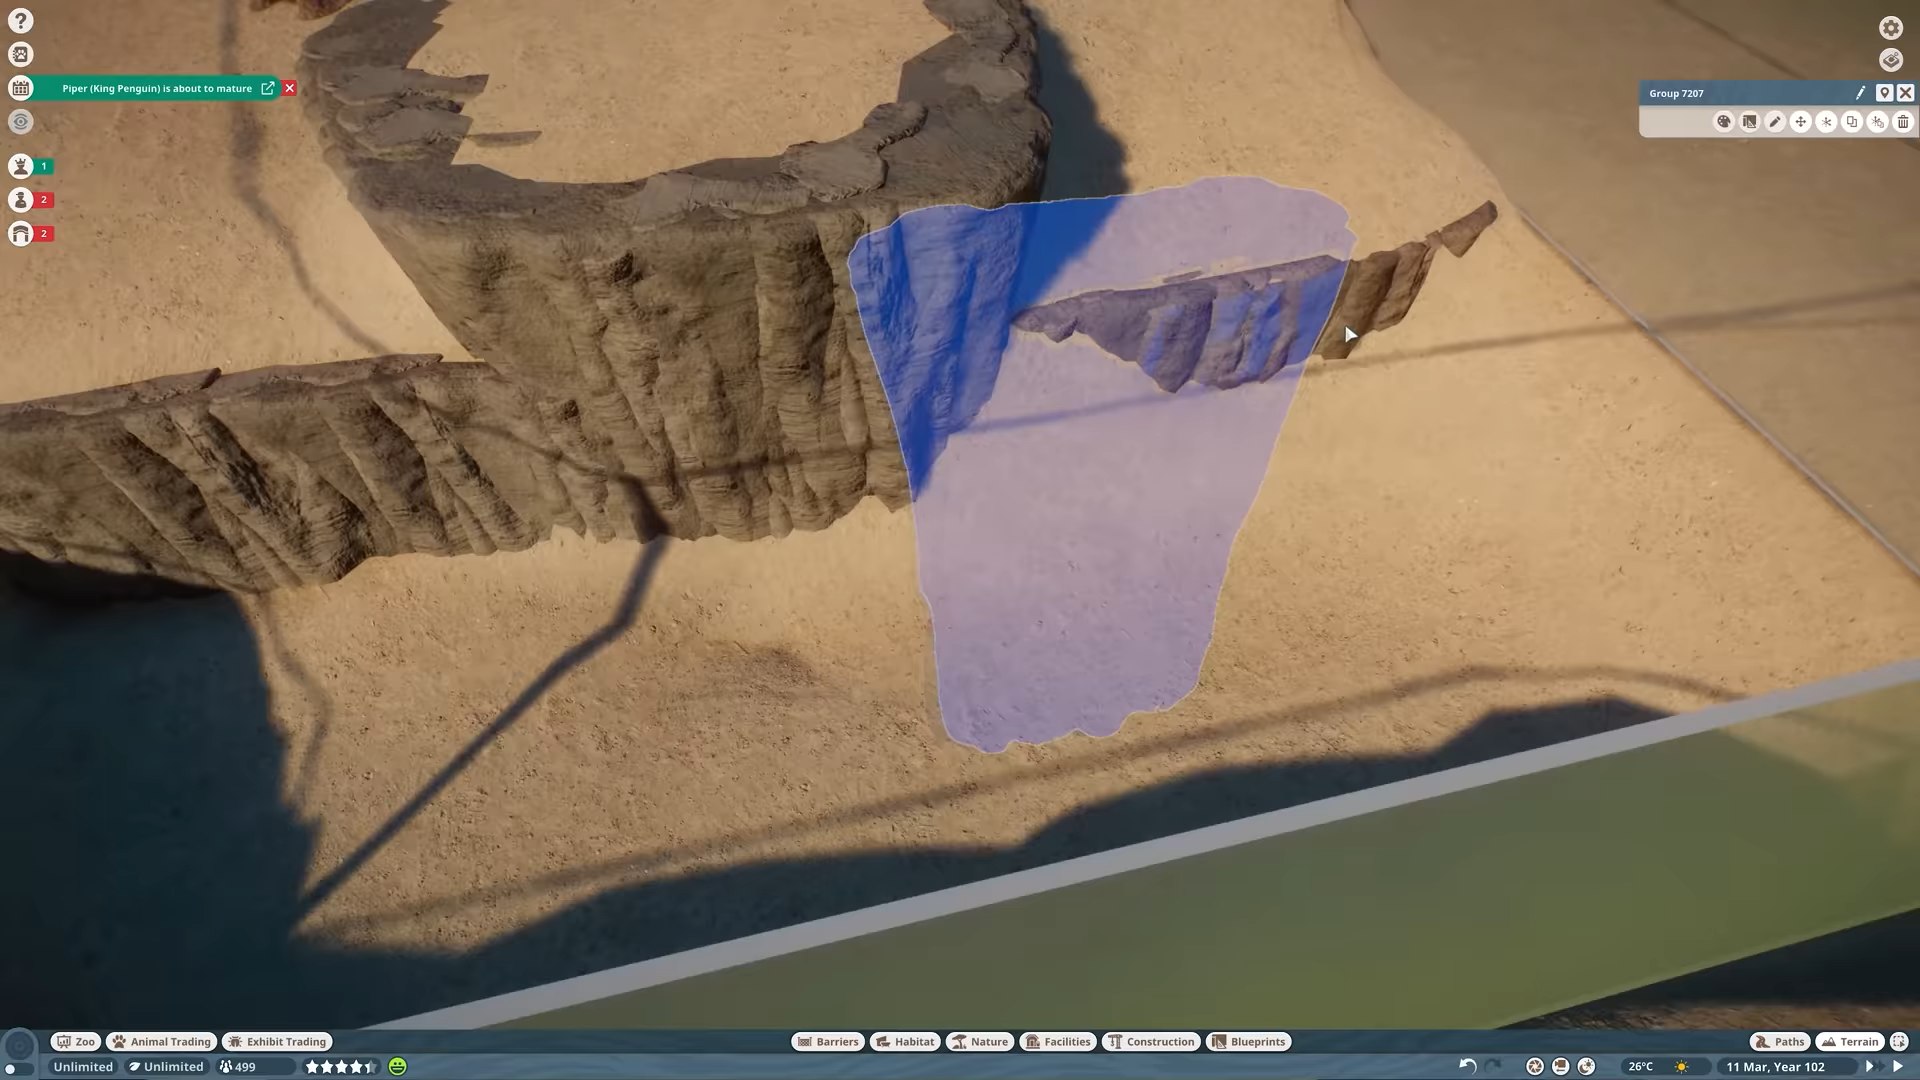 Piper (King Penguin) is about to mature
Group 7207
1
2
2
Zoo
Animal Trading
Exhibit Trading
Barriers
Habitat
Nature
Facilities
Construction
Blueprints
Paths
Terrain
Unlimited
Unlimited
499
26°C
11 Mar, Year 102